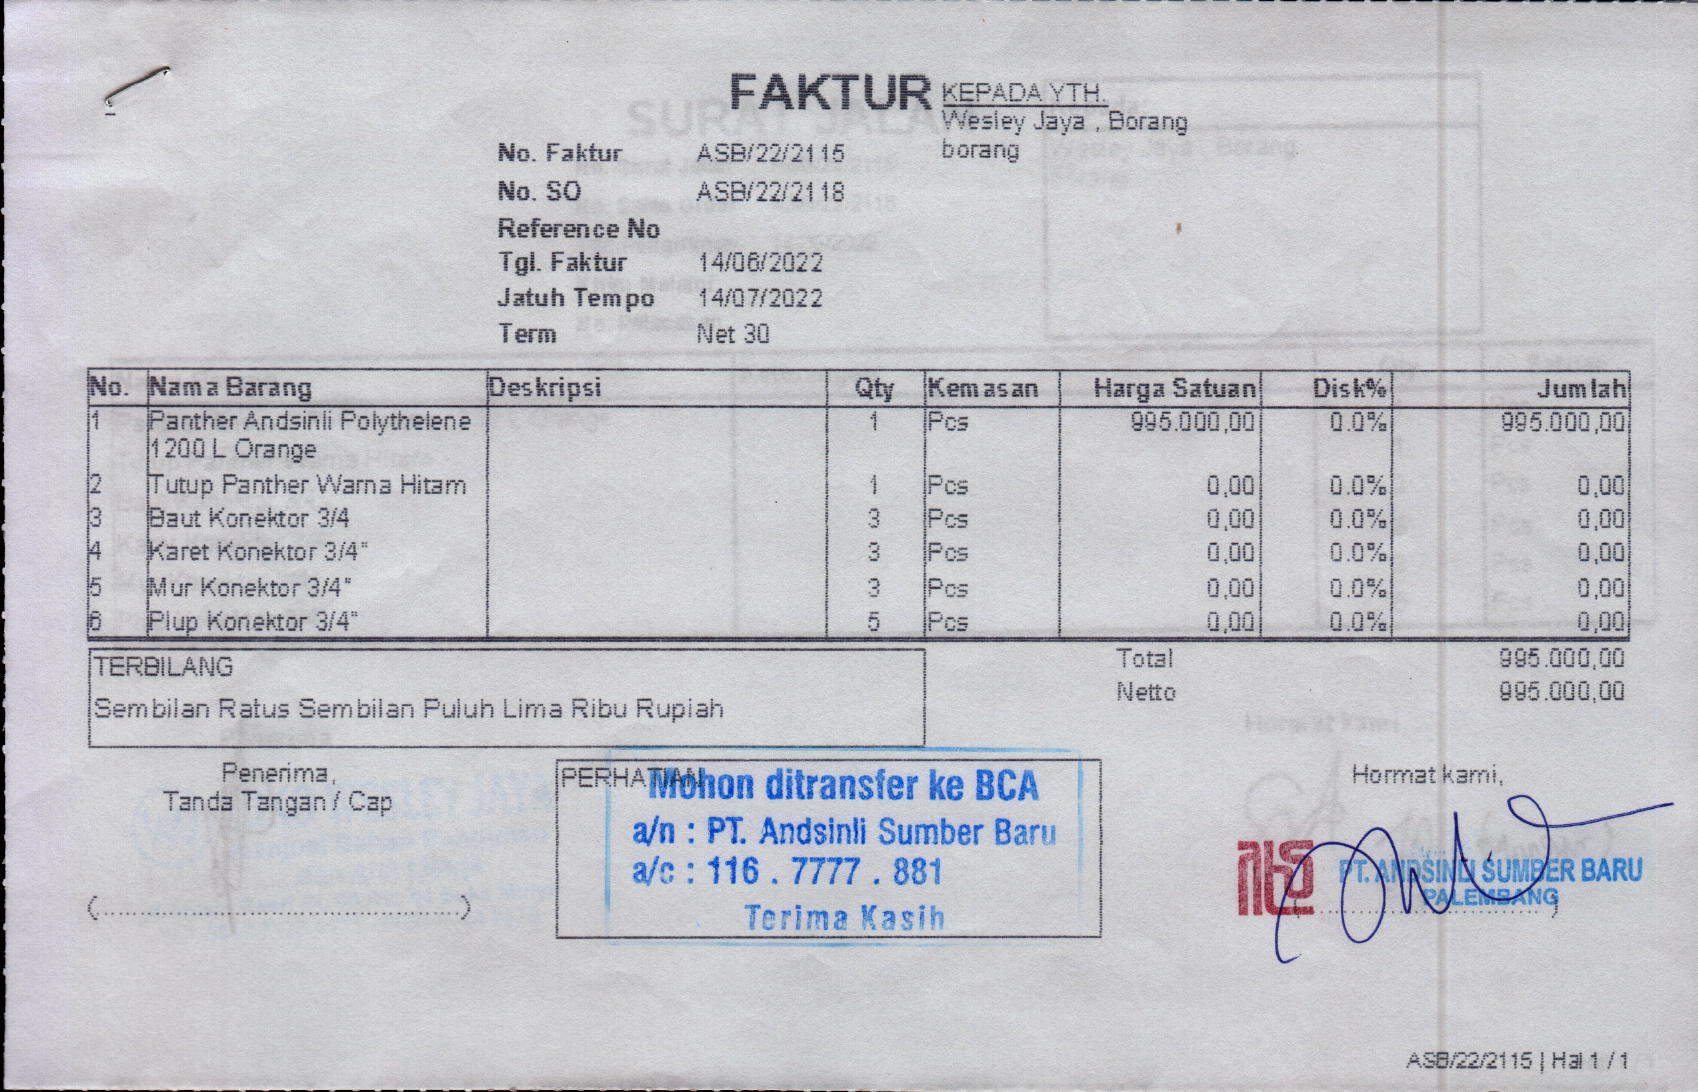 FAKTUR
KEPADA YTH.
Wesley Jaya , Borang
borang
No. Faktur ASB/22/2115
No. SO ASB/22/2118
Reference No
Tgl. Faktur 14/06/2022
Jatuh Tempo 14/07/2022
Term Net 30
No. Nama Barang Deskripsi Qty Kemasan Harga Satuan Disk% Jumlah
1 Panther Andsinli Polythelene 1 Pcs 995.000,00 0.0% 995.000,00
1200 L Orange
2 Tutup Panther Warna Hitam 1 Pcs 0,00 0.0% 0,00
3 Baut Konektor 3/4 3 Pcs 0,00 0.0% 0,00
4 Karet Konektor 3/4" 3 Pcs 0,00 0.0% 0,00
5 Mur Konektor 3/4" 3 Pcs 0,00 0.0% 0,00
6 Plup Konektor 3/4" 5 Pcs 0,00 0.0% 0,00
Total 995.000,00
Netto 995.000,00
TERBILANG
Sembilan Ratus Sembilan Puluh Lima Ribu Rupiah
Penerima,
Tanda Tangan / Cap
(..................................................)
PERHATIAN
Mohon ditransfer ke BCA
a/n : PT. Andsinli Sumber Baru
a/c : 116 . 7777 . 881
Terima Kasih
Hormat kami,
PT. ANDSINLI SUMBER BARU
PALEMBANG
ASB/22/2115 | Hal 1 / 1